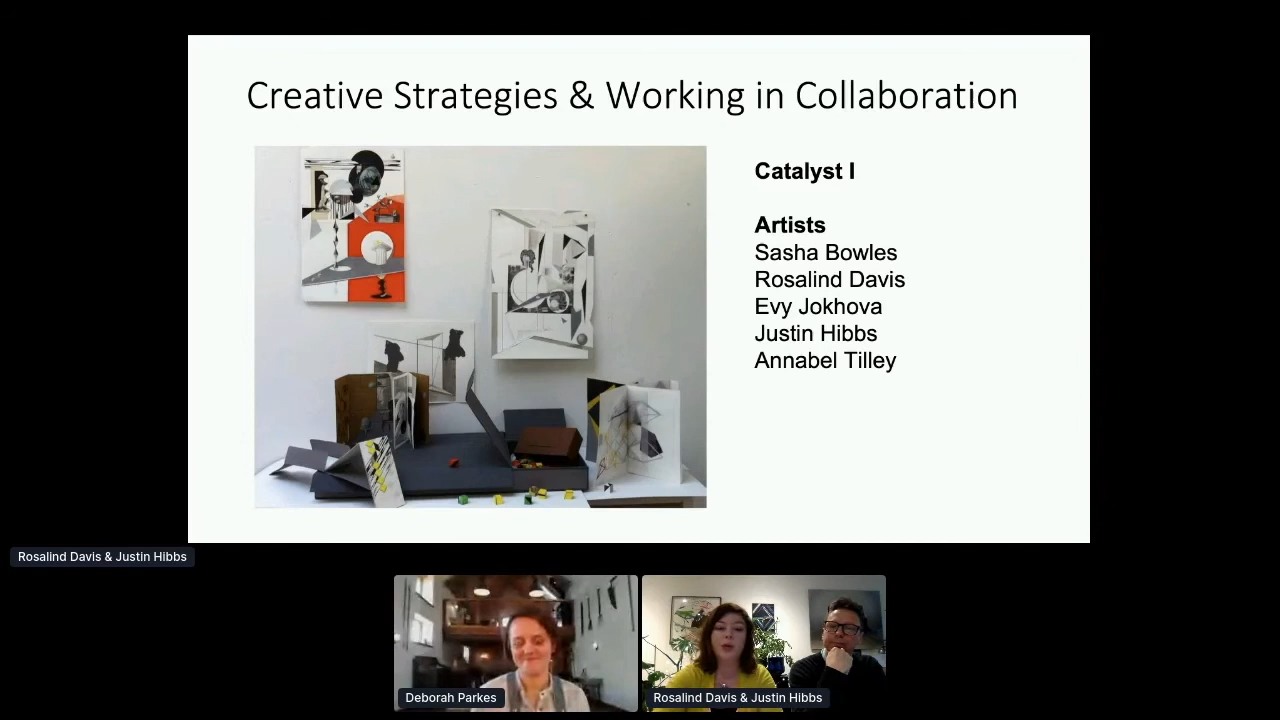 Creative Strategies & Working in Collaboration
Catalyst I
Artists
Sasha Bowles
Rosalind Davis
Evy Jokhova
Justin Hibbs
Annabel Tilley
Rosalind Davis & Justin Hibbs
Deborah Parkes
Rosalind Davis & Justin Hibbs